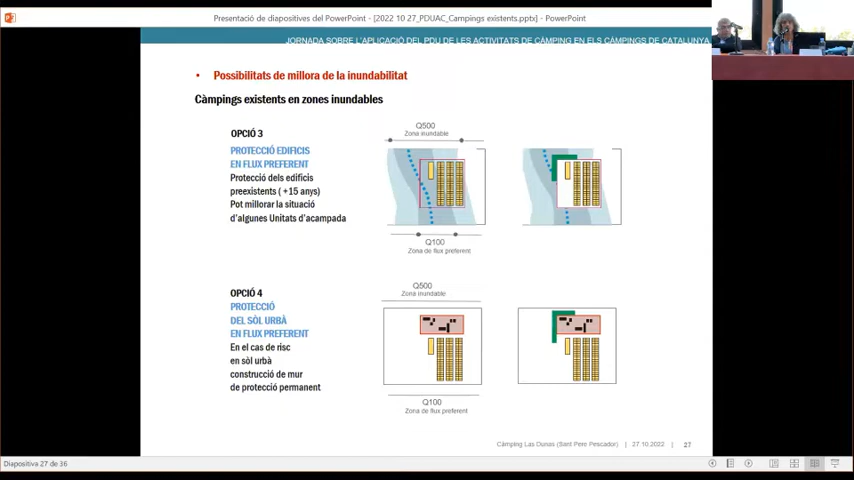 Presentació de diapositives del PowerPoint - [2022 10 27_PDUAC_Campings existents.pptx] - PowerPoint
JORNADA SOBRE L'APLICACIÓ DEL PDU DE LES ACTIVITATS DE CÀMPING EN ELS CÀMPINGS DE CATALUNYA
• Possibilitats de millora de la inundabilitat
Càmpings existents en zones inundables
OPCIÓ 3
PROTECCIÓ EDIFICIS
EN FLUX PREFERENT
Protecció dels edificis
preexistents ( +15 anys)
Pot millorar la situació
d'algunes Unitats d'acampada
Q500
Zona inundable
Q100
Zona de flux preferent
OPCIÓ 4
PROTECCIÓ
DEL SÒL URBÀ
EN FLUX PREFERENT
En el cas de risc
en sòl urbà
construcció de mur
de protecció permanent
Q500
Zona inundable
Q100
Zona de flux preferent
Càmping Las Dunas (Sant Pere Pescador) | 27.10.2022 | 27
Diapositiva 27 de 36